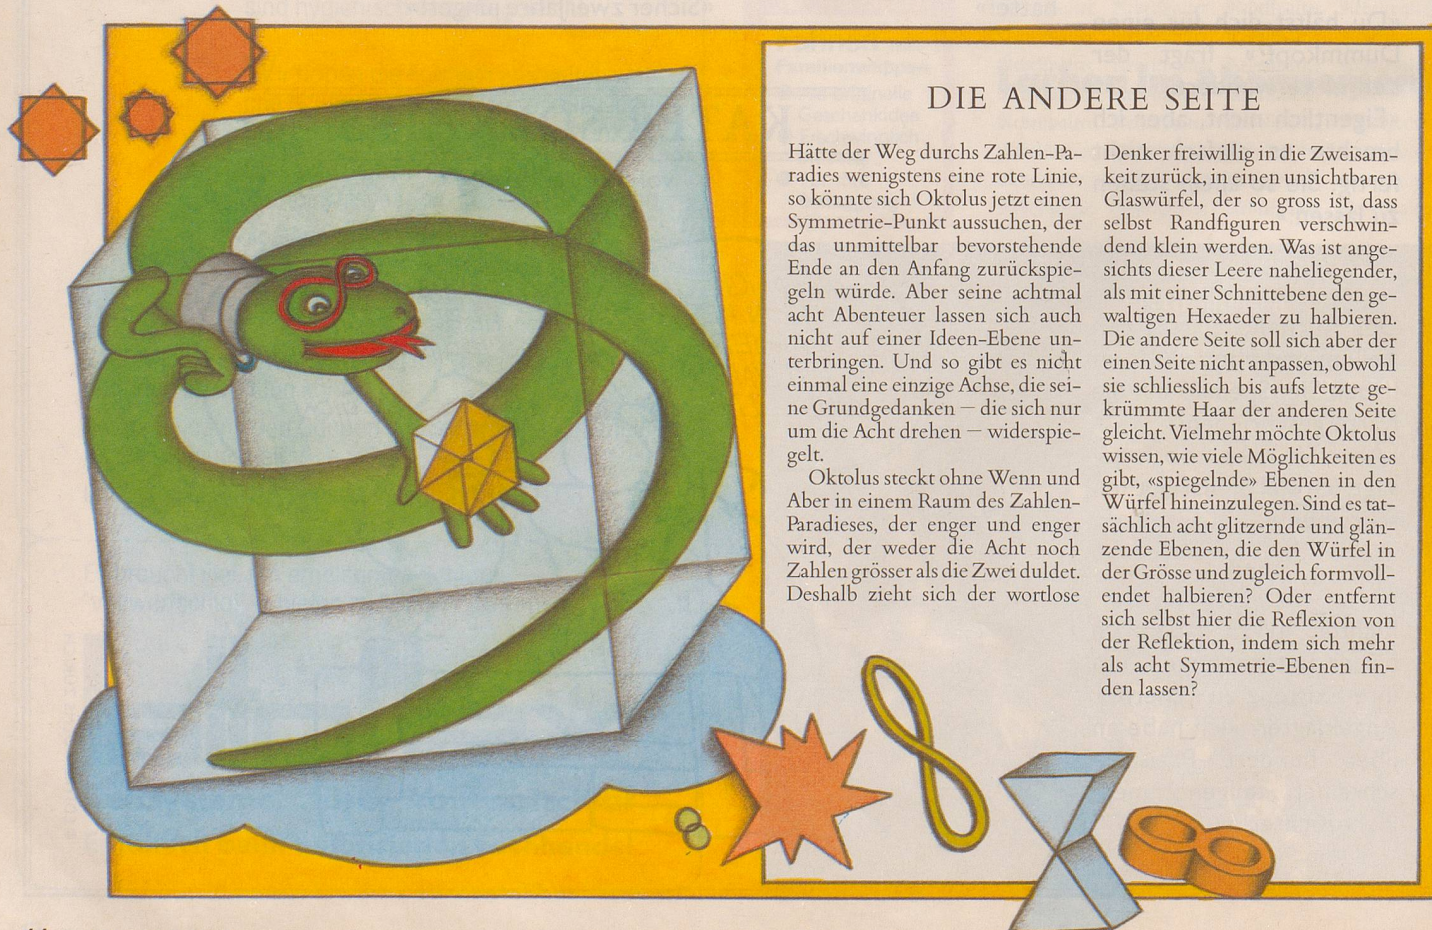 DIE ANDERE SEITE
Hätte der Weg durchs Zahlen-Pa-
radies wenigstens eine rote Linie,
so könnte sich Oktolus jetzt einen
Symmetrie-Punkt aussuchen, der
das unmittelbar bevorstehende
Ende an den Anfang zurückspie-
geln würde. Aber seine achtmal
acht Abenteuer lassen sich auch
nicht auf einer Ideen-Ebene un-
terbringen. Und so gibt es nicht
einmal eine einzige Achse, die sei-
ne Grundgedanken — die sich nur
um die Acht drehen — widerspie-
gelt.
Oktolus steckt ohne Wenn und
Aber in einem Raum des Zahlen-
Paradieses, der enger und enger
wird, der weder die Acht noch
Zahlen grösser als die Zwei duldet.
Deshalb zieht sich der wortlose
Denker freiwillig in die Zweisam-
keit zurück, in einen unsichtbaren
Glaswürfel, der so gross ist, dass
selbst Randfiguren verschwin-
dend klein werden. Was ist ange-
sichts dieser Leere naheliegender,
als mit einer Schnittebene den ge-
waltigen Hexaeder zu halbieren.
Die andere Seite soll sich aber der
einen Seite nicht anpassen, obwohl
sie schliesslich bis aufs letzte ge-
krümmte Haar der anderen Seite
gleicht. Vielmehr möchte Oktolus
wissen, wie viele Möglichkeiten es
gibt, «spiegelnde» Ebenen in den
Würfel hineinzulegen. Sind es tat-
sächlich acht glitzernde und glän-
zende Ebenen, die den Würfel in
der Grösse und zugleich formvoll-
endet halbieren? Oder entfernt
sich selbst hier die Reflexion von
der Reflektion, indem sich mehr
als acht Symmetrie-Ebenen fin-
den lassen?